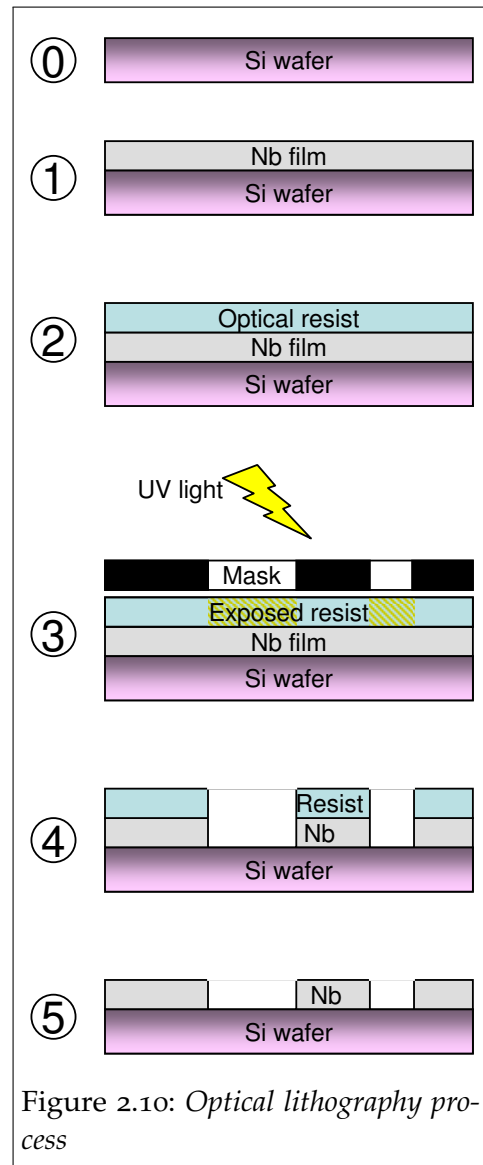 0
Si wafer
1
Nb film
Si wafer
2
Optical resist
Nb film
Si wafer
UV light
Mask
3
Exposed resist
Nb film
Si wafer
4
Resist
Nb
Si wafer
5
Nb
Si wafer
Figure 2.10: Optical lithography pro-
cess